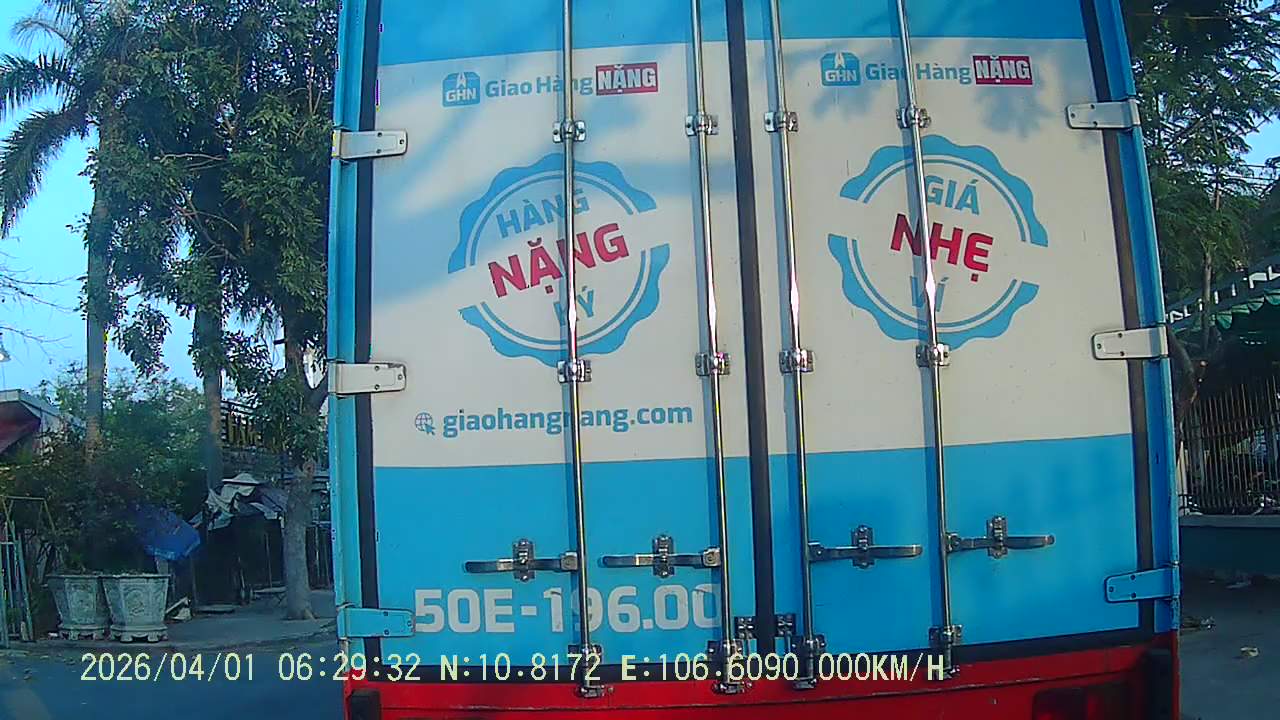 GHN Giao Hàng NẶNG
GHN Giao Hàng NẶNG
HÀNG
NẶNG
KÝ
GIÁ
NHẸ
VÍ
giaohangnang.com
50E-196.00
2026/04/01 06:29:32 N:10.8172 E:106.6090 000KM/H